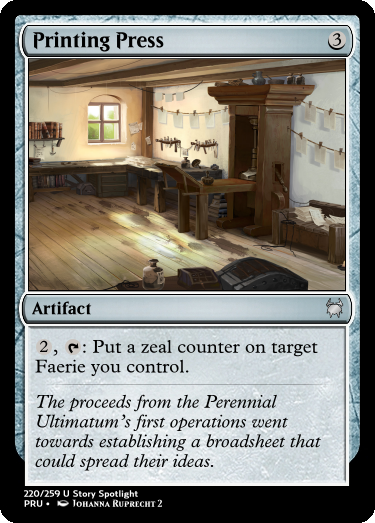 Printing Press 3
Artifact
2, : Put a zeal counter on target
Faerie you control.
The proceeds from the Perennial
Ultimatum's first operations went
towards establishing a broadsheet that
could spread their ideas.
220/259 U Story Spotlight
PRU • Johanna Ruprecht 2